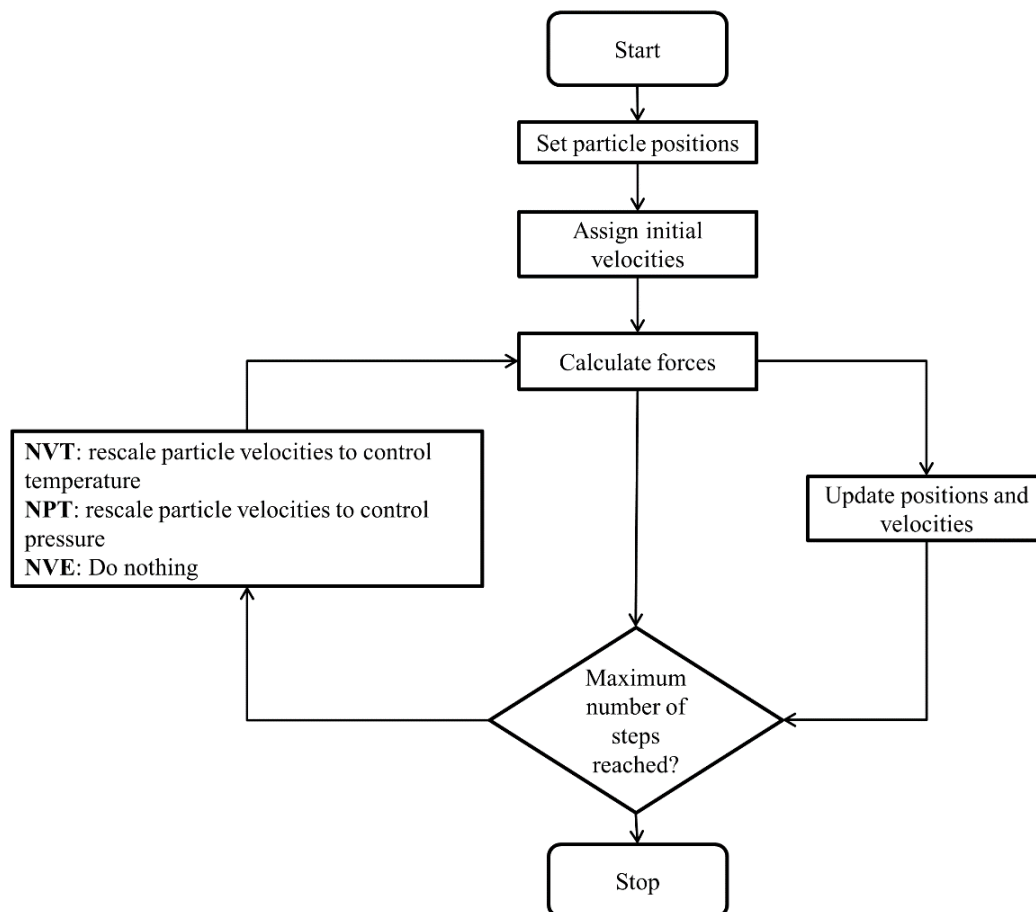 Start
Set particle positions
Assign initial
velocities
Calculate forces
NVT: rescale particle velocities to control
temperature
NPT: rescale particle velocities to control
pressure
NVE: Do nothing
Update positions and
velocities
Maximum
number of
steps
reached?
Stop